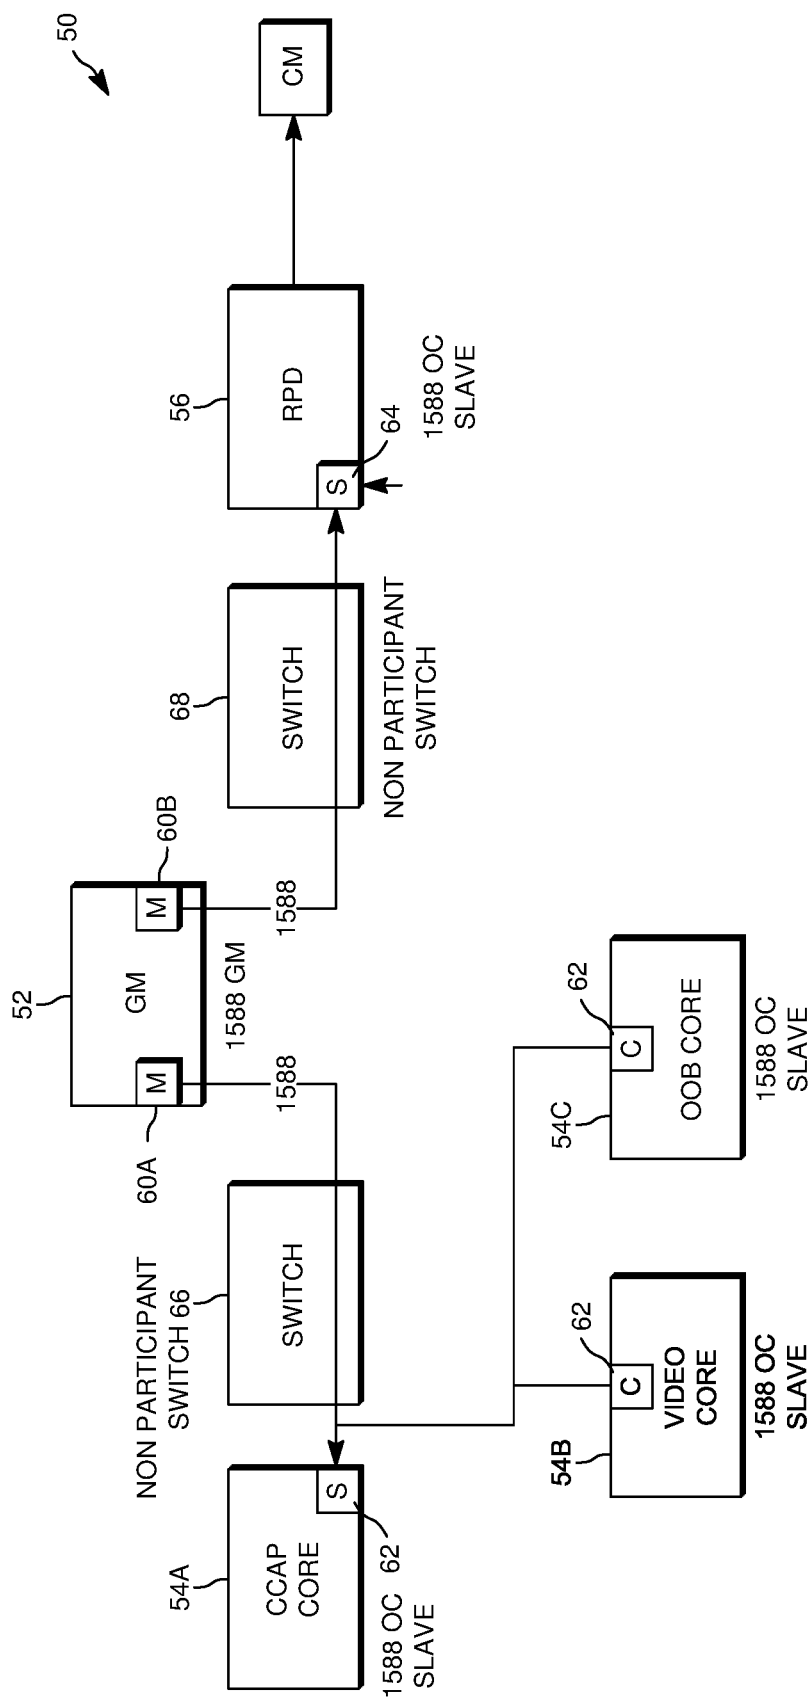 50
CM
56
RPD
S
64
1588 OC
SLAVE
68
SWITCH
NON PARTICIPANT
SWITCH
52
GM
M
60B
1588
1588 GM
M
60A
1588
NON PARTICIPANT
SWITCH 66
SWITCH
54A
CCAP
CORE
S
62
1588 OC
SLAVE
54C
62
C
OOB CORE
1588 OC
SLAVE
54B
62
C
VIDEO
CORE
1588 OC
SLAVE